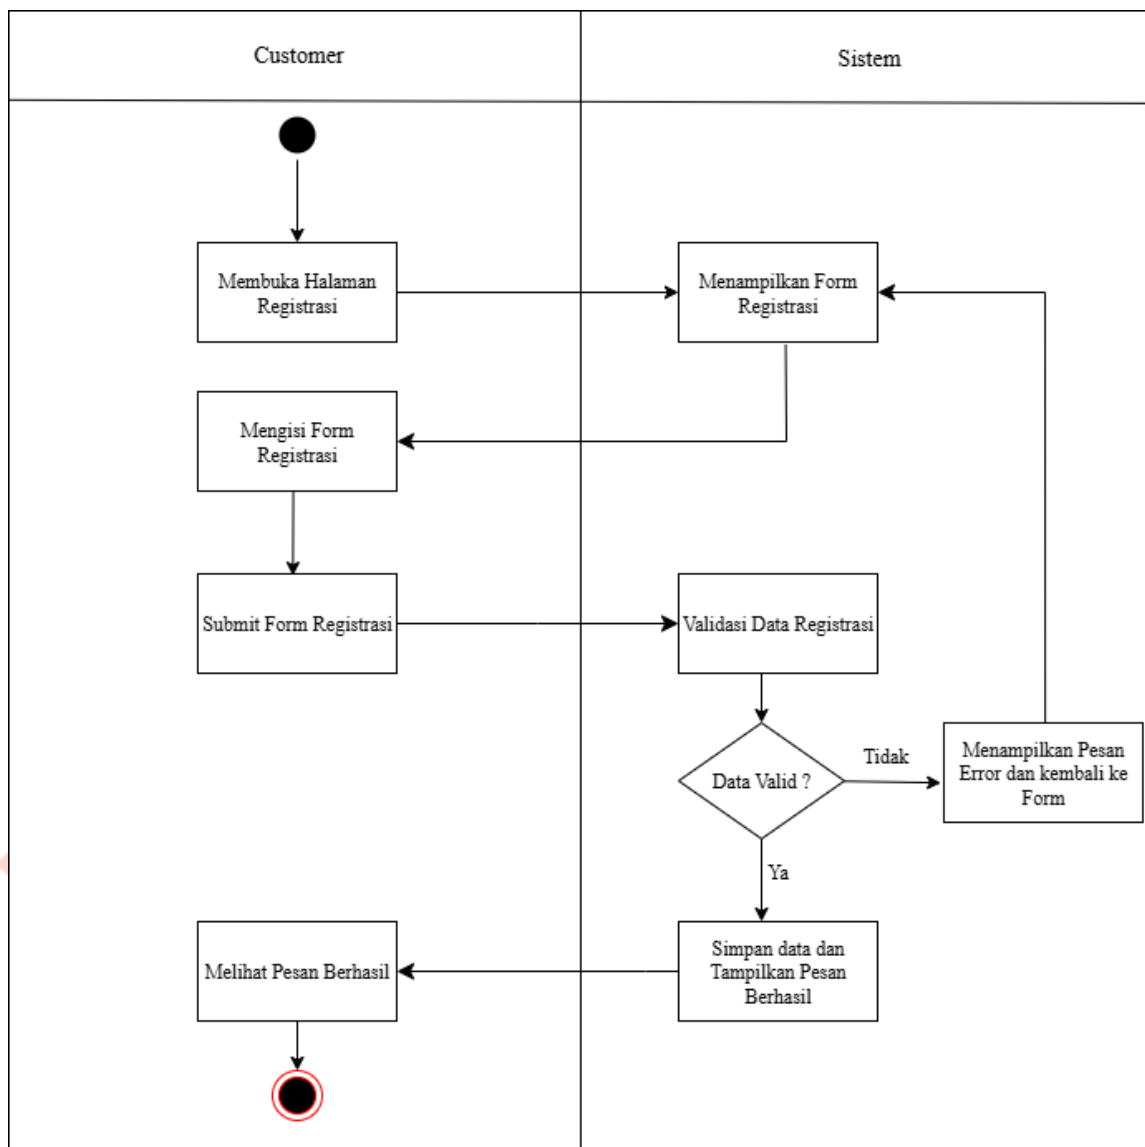 Customer
Sistem
Membuka Halaman
Registrasi
Menampilkan Form
Registrasi
Mengisi Form
Registrasi
Submit Form Registrasi
Validasi Data Registrasi
Data Valid ?
Tidak
Menampilkan Pesan
Error dan kembali ke
Form
Ya
Simpan data dan
Tampilkan Pesan
Berhasil
Melihat Pesan Berhasil